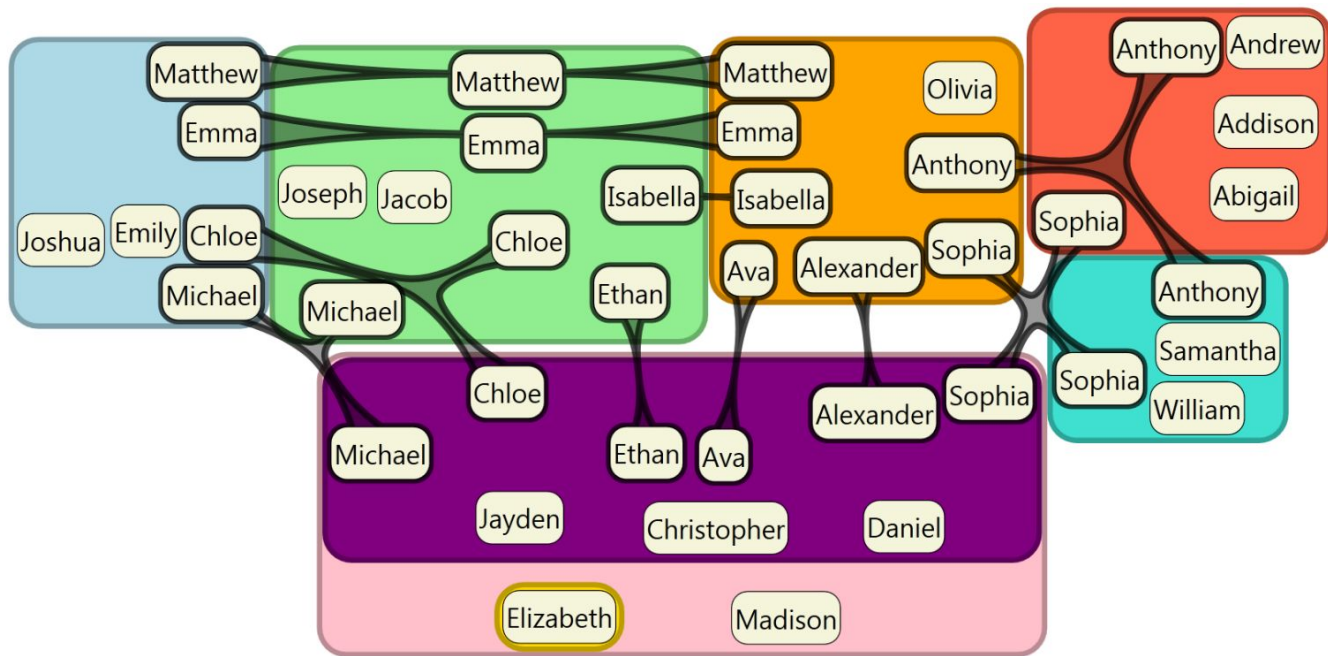 Matthew
Emma
Joshua
Emily
Chloe
Michael
Matthew
Emma
Joseph
Jacob
Isabella
Chloe
Ethan
Michael
Matthew
Olivia
Emma
Anthony
Isabella
Sophia
Ava
Alexander
Anthony
Andrew
Addison
Abigail
Sophia
Anthony
Samantha
Sophia
William
Chloe
Sophia
Alexander
Michael
Ethan
Ava
Jayden
Christopher
Daniel
Elizabeth
Madison